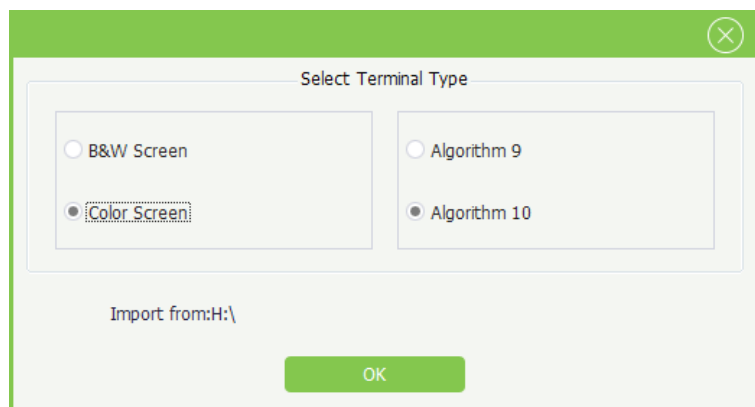 Select Terminal Type
B&W Screen
Algorithm 9
Color Screen
Algorithm 10
Import from:H:\
OK